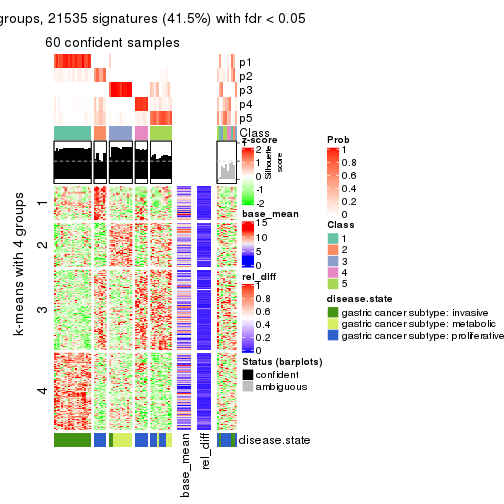 groups, 21535 signatures (41.5%) with fdr < 0.05
60 confident samples
p1
p2
p3
p4
p5
Class
z-score
2
1
0
-1
-2
Silhouette
score
base_mean
15
10
5
0
rel_diff
1
0.8
0.6
0.4
0.2
0
Status (barplots)
confident
ambiguous
Prob
1
0.8
0.6
0.4
0.2
0
Class
1
2
3
4
5
disease.state
gastric cancer subtype: invasive
gastric cancer subtype: metabolic
gastric cancer subtype: proliferative
k-means with 4 groups
1
2
3
4
disease.state
base_mean
rel_diff